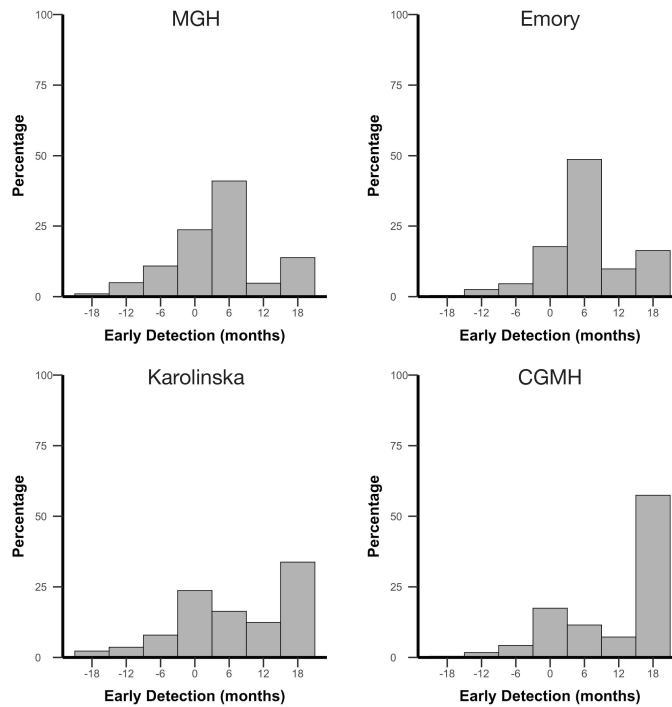 MGH
100
75
50
25
0
Percentage
-18 -12 -6 0 6 12 18
Early Detection (months)
Emory
100
75
50
25
0
Percentage
-18 -12 -6 0 6 12 18
Early Detection (months)
Karolinska
100
75
50
25
0
Percentage
-18 -12 -6 0 6 12 18
Early Detection (months)
CGMH
100
75
50
25
0
Percentage
-18 -12 -6 0 6 12 18
Early Detection (months)